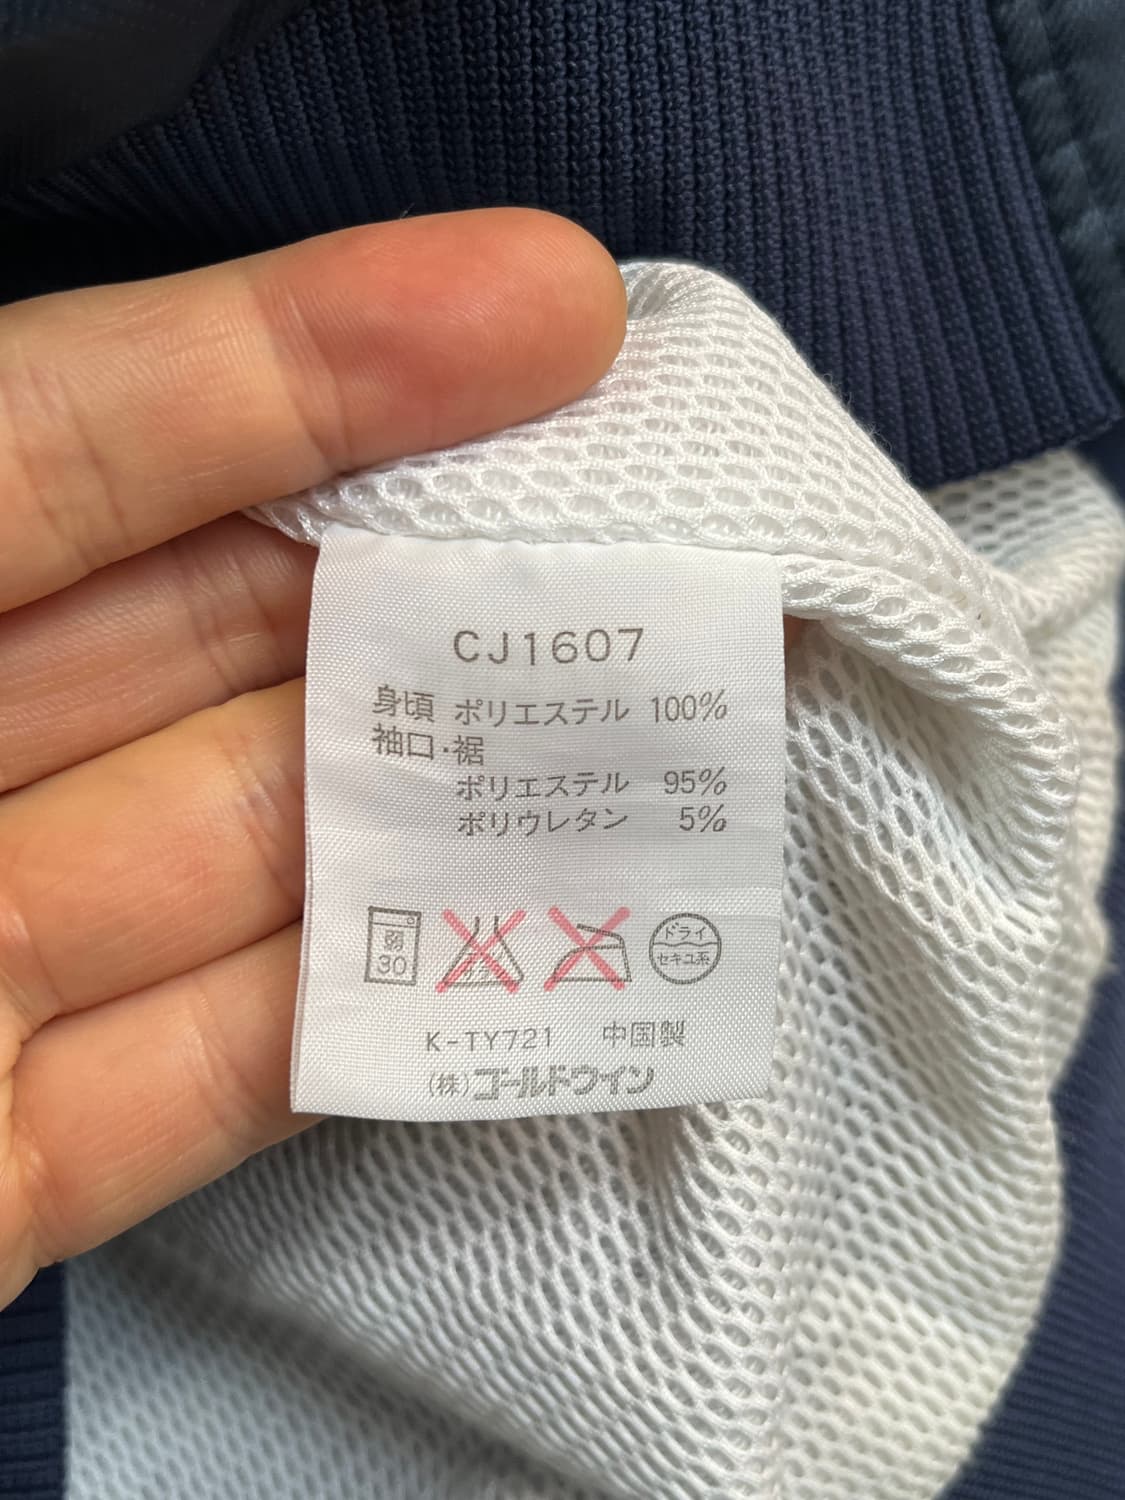 CJ1607
身頃 ポリエステル 100%
袖口・裾
ポリエステル 95%
ポリウレタン 5%
弱
30
ドライ
セキユ系
K-TY721 中国製
(株)ゴールドウイン